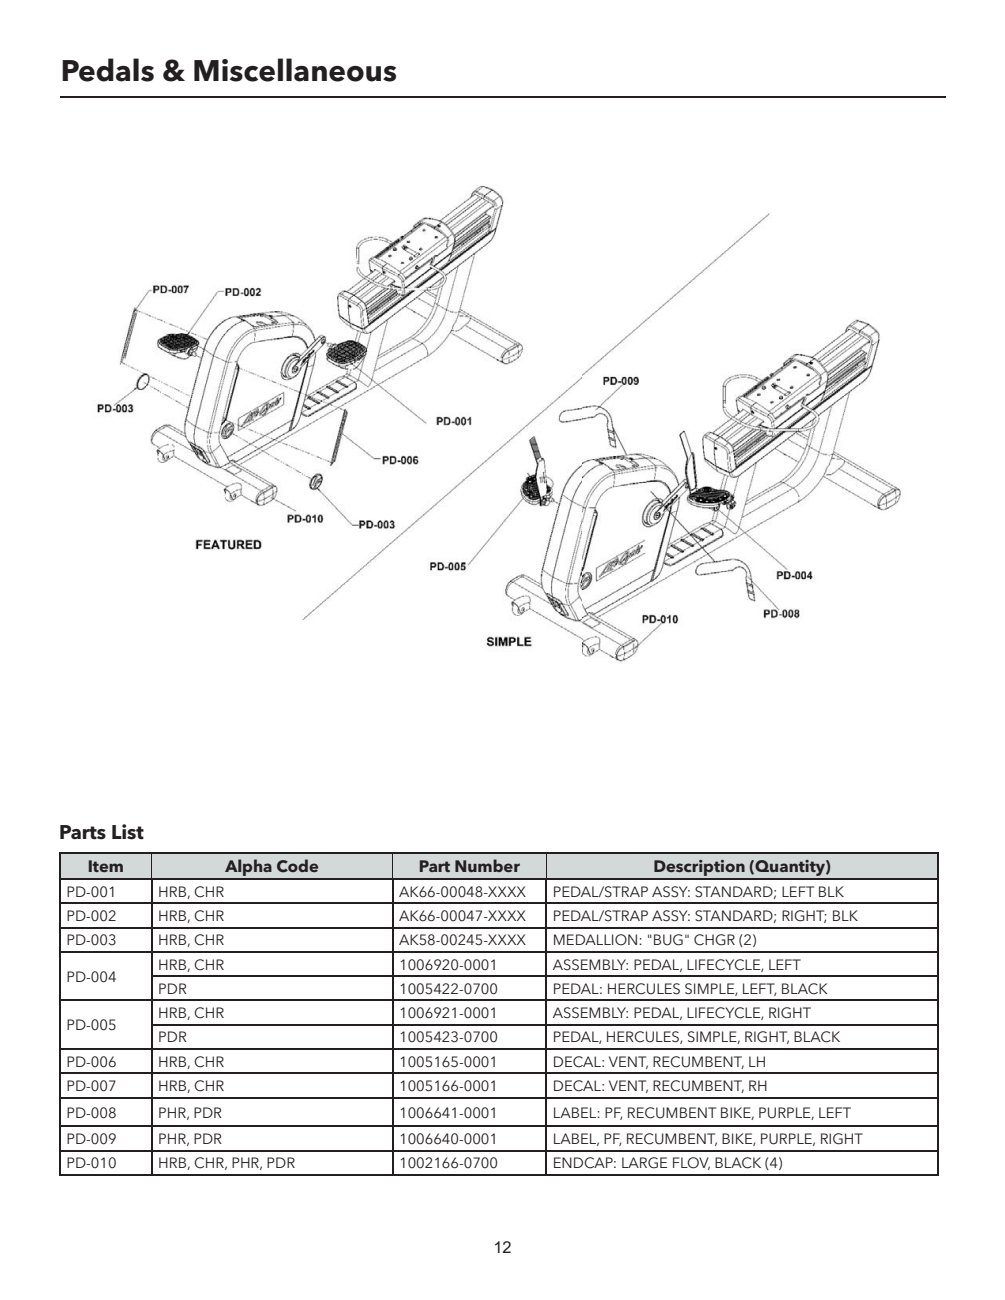 Pedals & Miscellaneous
PD-007
PD-002
PD-003
PD-001
PD-006
PD-010
PD-003
FEATURED
PD-009
PD-005
PD-004
PD-008
PD-010
SIMPLE
Parts List
Item Alpha Code Part Number Description (Quantity)
PD-001 HRB, CHR AK66-00048-XXXX PEDAL/STRAP ASSY: STANDARD; LEFT BLK
PD-002 HRB, CHR AK66-00047-XXXX PEDAL/STRAP ASSY: STANDARD; RIGHT; BLK
PD-003 HRB, CHR AK58-00245-XXXX MEDALLION: "BUG" CHGR (2)
PD-004 HRB, CHR 1006920-0001 ASSEMBLY: PEDAL, LIFECYCLE, LEFT
PDR 1005422-0700 PEDAL: HERCULES SIMPLE, LEFT, BLACK
PD-005 HRB, CHR 1006921-0001 ASSEMBLY: PEDAL, LIFECYCLE, RIGHT
PDR 1005423-0700 PEDAL, HERCULES, SIMPLE, RIGHT, BLACK
PD-006 HRB, CHR 1005165-0001 DECAL: VENT, RECUMBENT, LH
PD-007 HRB, CHR 1005166-0001 DECAL: VENT, RECUMBENT, RH
PD-008 PHR, PDR 1006641-0001 LABEL: PF, RECUMBENT BIKE, PURPLE, LEFT
PD-009 PHR, PDR 1006640-0001 LABEL, PF, RECUMBENT, BIKE, PURPLE, RIGHT
PD-010 HRB, CHR, PHR, PDR 1002166-0700 ENDCAP: LARGE FLOV, BLACK (4)
12